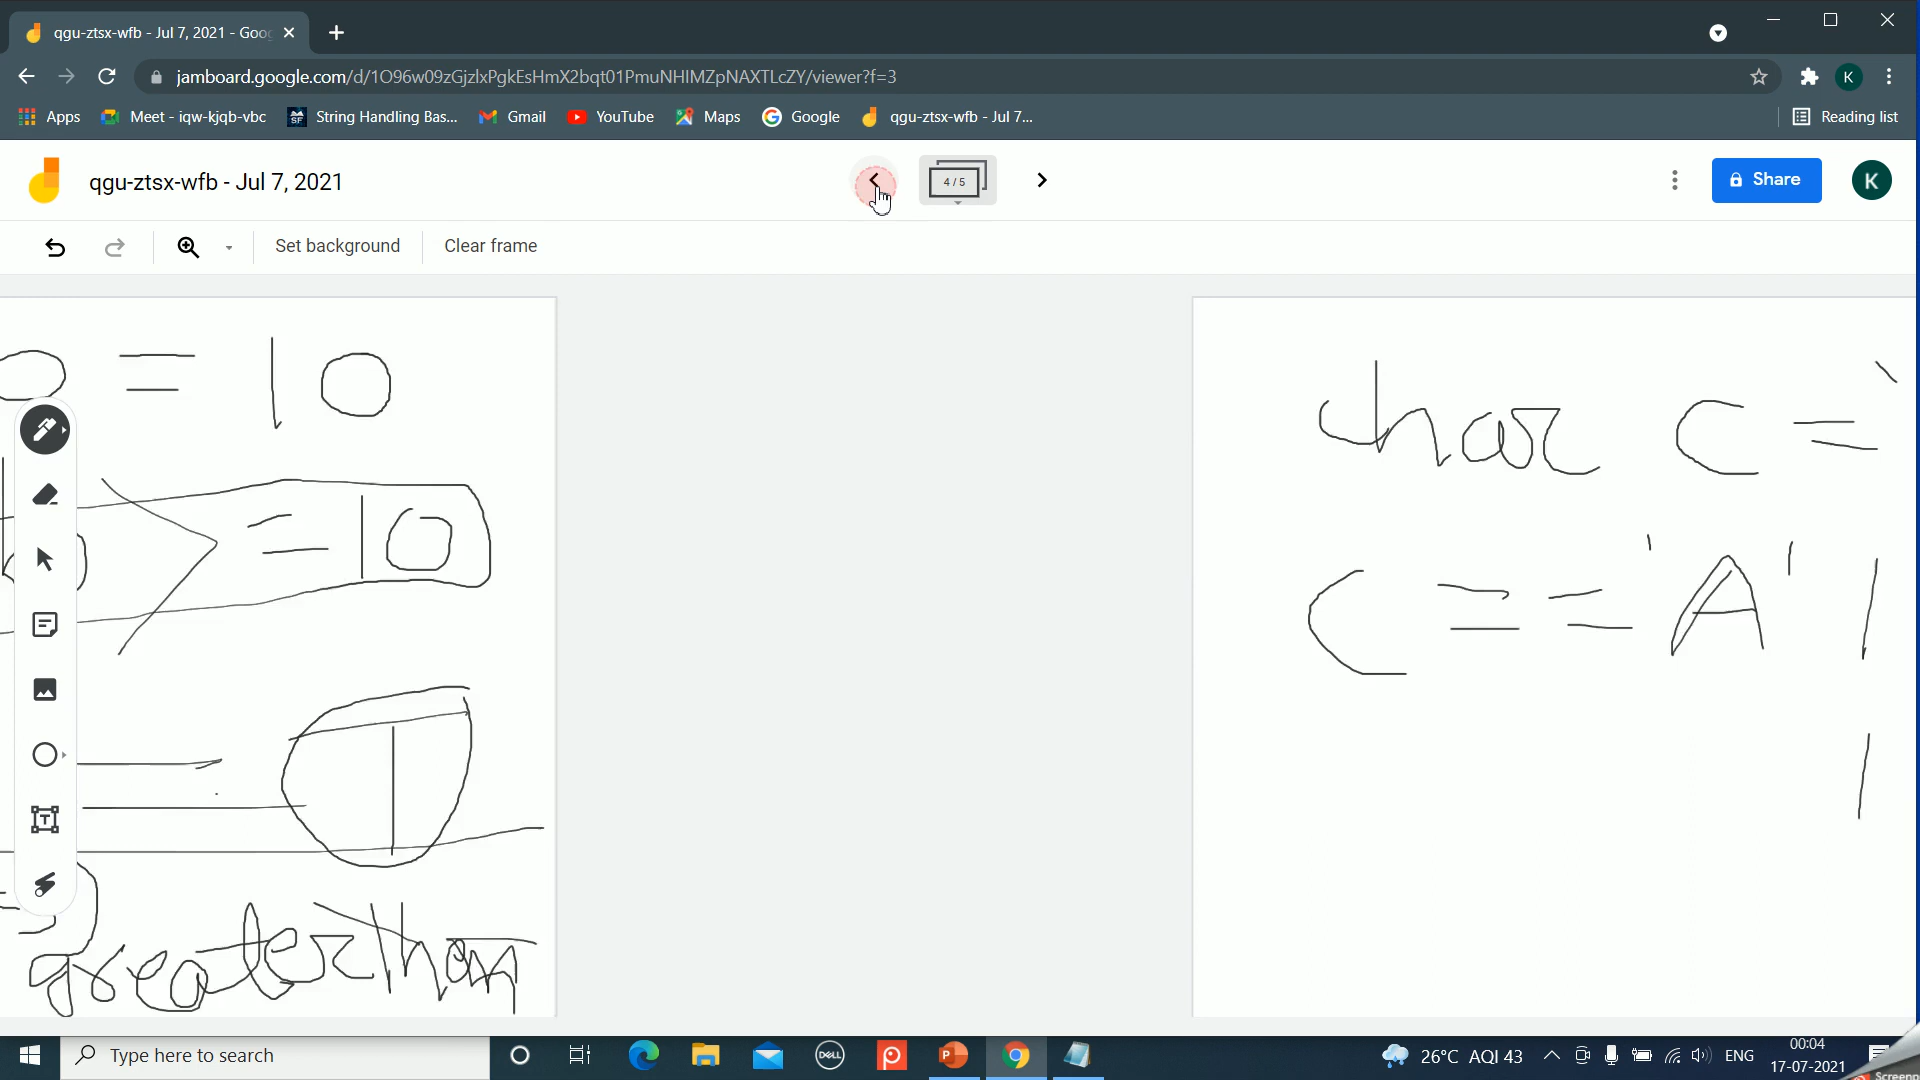 qgu-ztsx-wfb - Jul 7, 2021 - Goo
jamboard.google.com/d/1O96w09zGjzlxPgkEsHmX2bqt01PmuNHIMZpNAXTLcZY/viewer?f=3
K
Apps
Meet - iqw-kjqb-vbc
String Handling Bas...
Gmail
YouTube
Maps
Google
qgu-ztsx-wfb - Jul 7...
Reading list
qgu-ztsx-wfb - Jul 7, 2021
4 / 5
Share
K
Set background
Clear frame
= 10
> = 10
greater than
char c = '
c == 'A' |
Type here to search
DELL
26°C AQI 43
ENG
00:04
17-07-2021